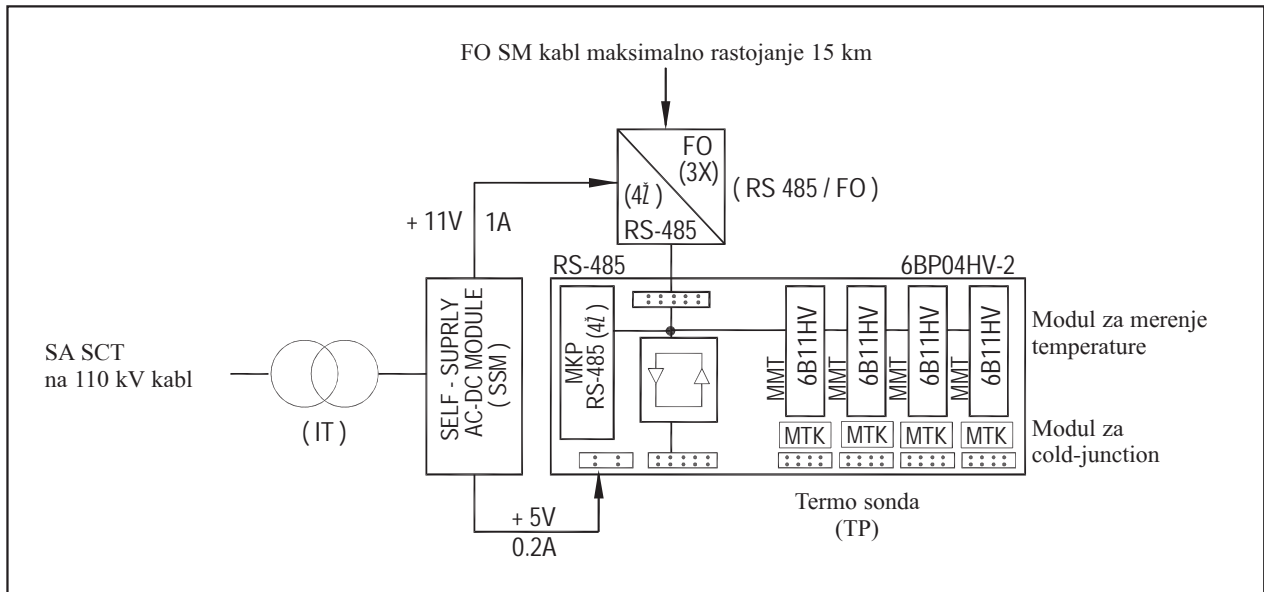 FO SM kabl maksimalno rastojanje 15 km
FO
(3X)
(4Ž)
RS-485
( RS 485 / FO )
+ 11V
1A
RS-485
6BP04HV-2
SA SCT
na 110 kV kabl
( IT )
SELF - SUPRLY
AC-DC MODULE
( SSM )
MKP
RS-485 (4Ž)
MMT
6B11HV
MMT
6B11HV
MMT
6B11HV
MMT
6B11HV
Modul za merenje
temperature
MTK
MTK
MTK
MTK
Modul za
cold-junction
+ 5V
0.2A
Termo sonda
(TP)